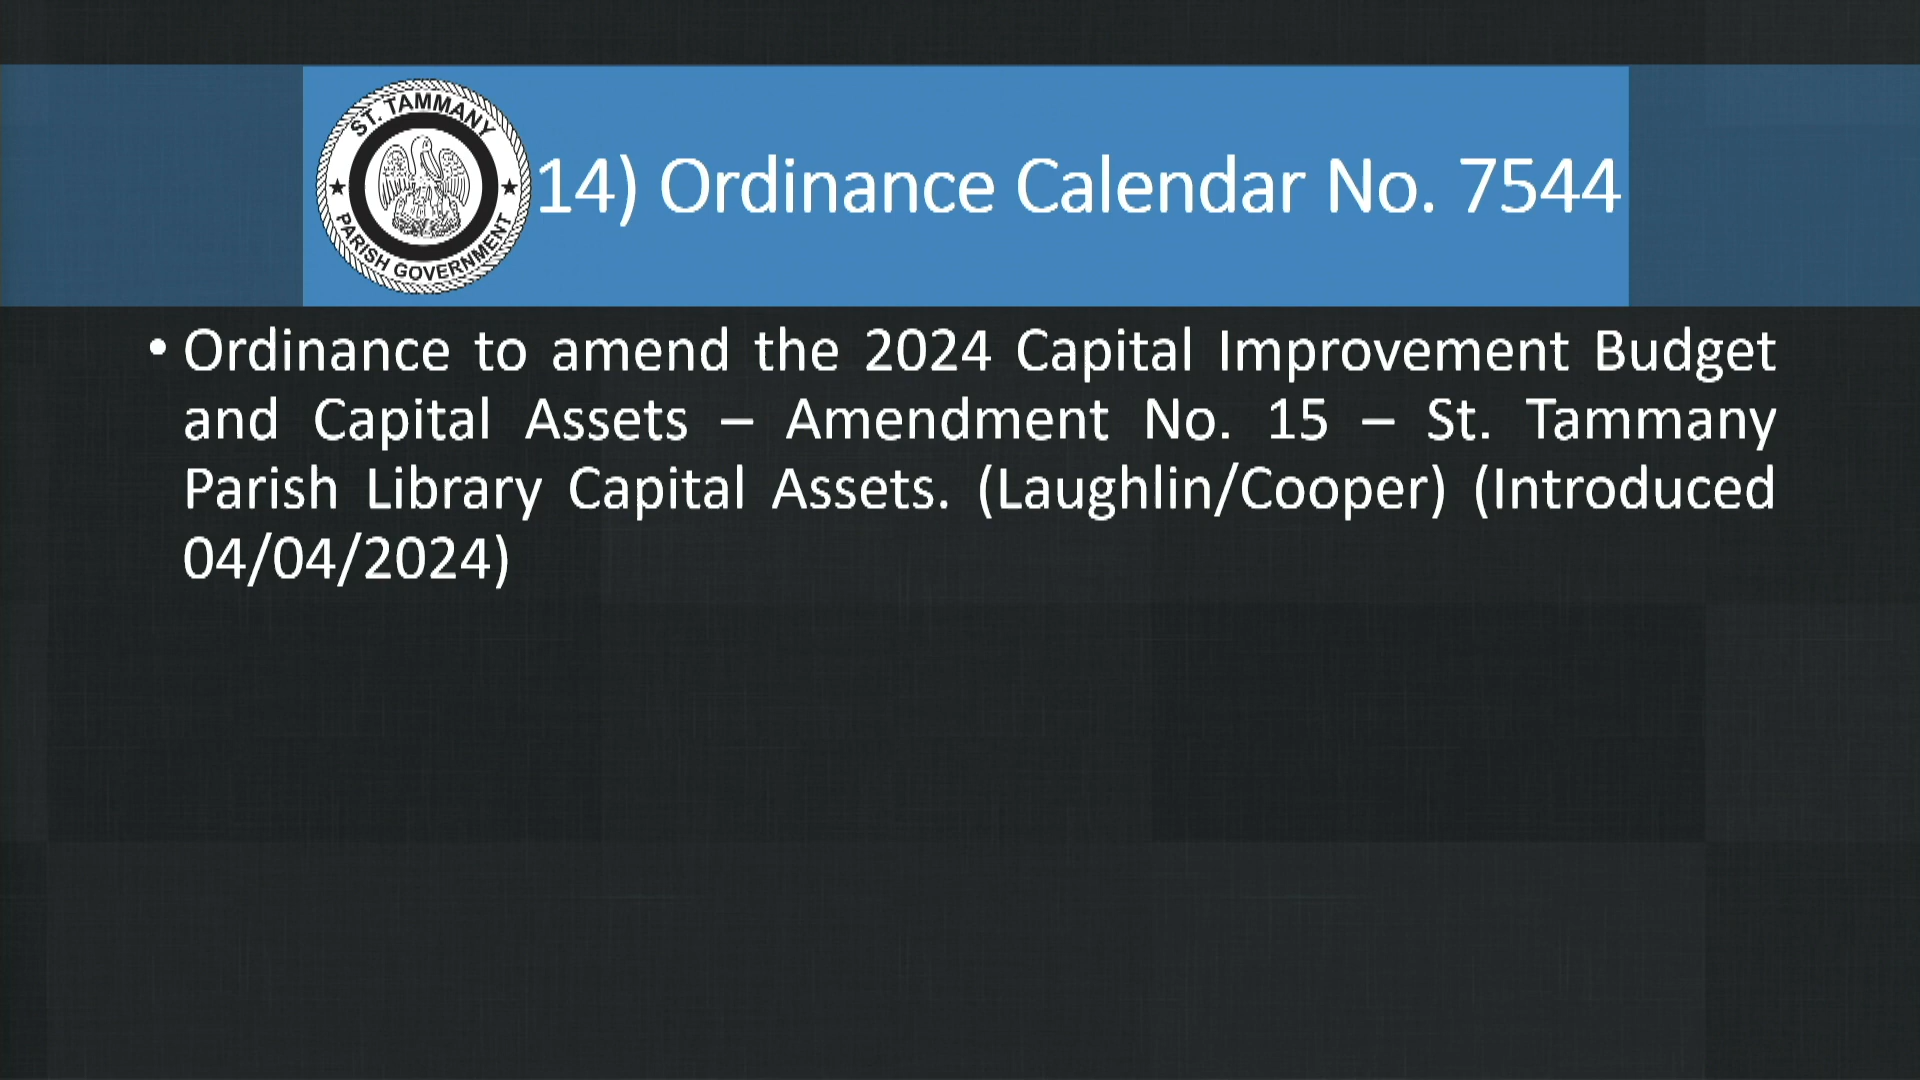 ST. TAMMANY
PARISH GOVERNMENT
14) Ordinance Calendar No. 7544
• Ordinance to amend the 2024 Capital Improvement Budget
and Capital Assets – Amendment No. 15 – St. Tammany
Parish Library Capital Assets. (Laughlin/Cooper) (Introduced
04/04/2024)